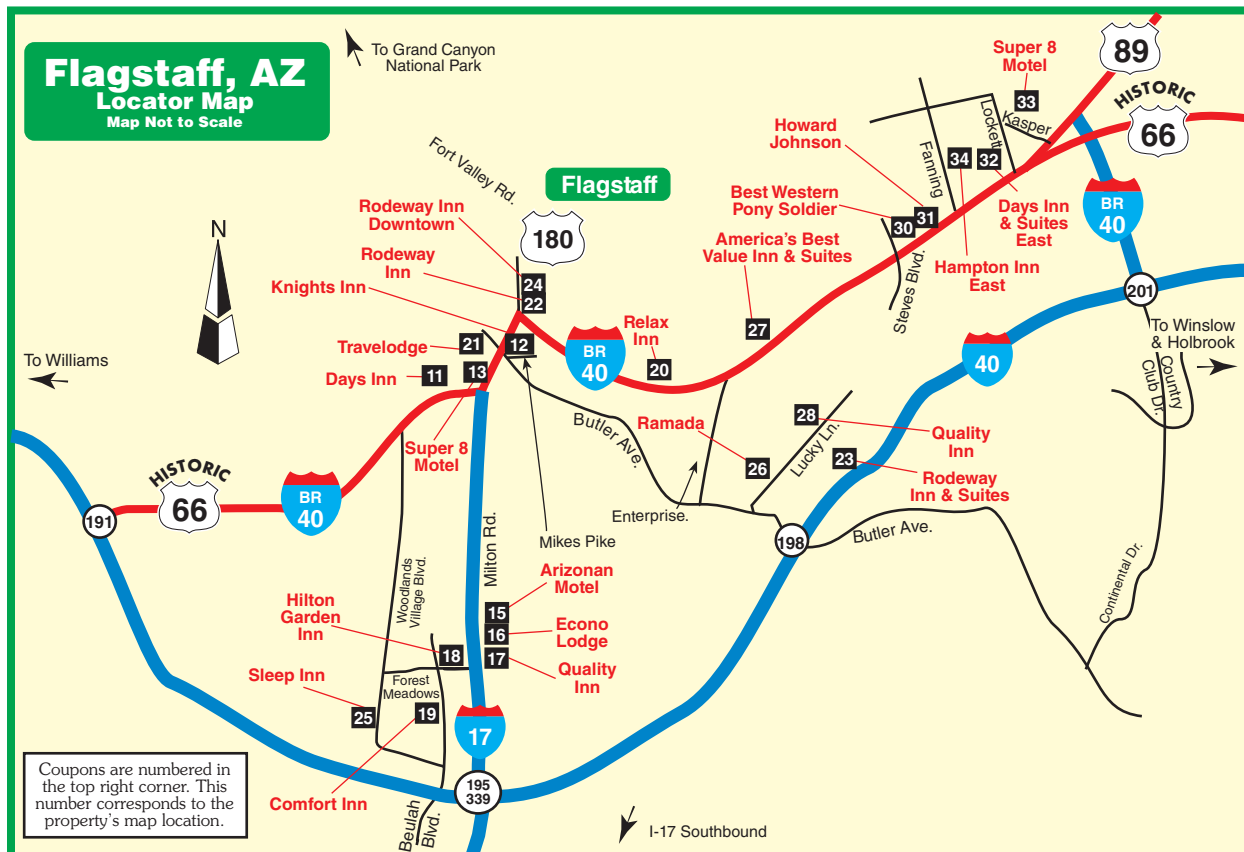 Flagstaff, AZ
Locator Map
Map Not to Scale
To Grand Canyon
National Park
Super 8
Motel
89
HISTORIC
66
Kasper
33
Lockett
Howard
Johnson
Fanning
34
32
Fort Valley Rd.
Flagstaff
Rodeway Inn
Downtown
180
Best Western
Pony Soldier
31
30
Days Inn
& Suites
East
BR
40
N
America's Best
Value Inn & Suites
Hampton Inn
East
Rodeway
Inn
Knights Inn
24
22
Steves Blvd.
201
To Winslow
& Holbrook
Relax
Inn
27
Travelodge
21
12
BR
40
20
40
To Williams
Days Inn
11
13
Country
Club Dr.
Super 8
Motel
Butler Ave.
Ramada
28
Lucky Ln.
Quality
Inn
26
23
Rodeway
Inn & Suites
HISTORIC
66
BR
40
191
Enterprise.
198
Butler Ave.
Mikes Pike
Milton Rd.
Woodlands
Village Blvd.
Arizonan
Motel
15
Continental Dr.
Hilton
Garden
Inn
16
Econo
Lodge
18
17
Quality
Inn
Sleep Inn
Forest
Meadows
25
19
17
Coupons are numbered in
the top right corner. This
number corresponds to the
property's map location.
Comfort Inn
195
339
Beulah
Blvd.
I-17 Southbound